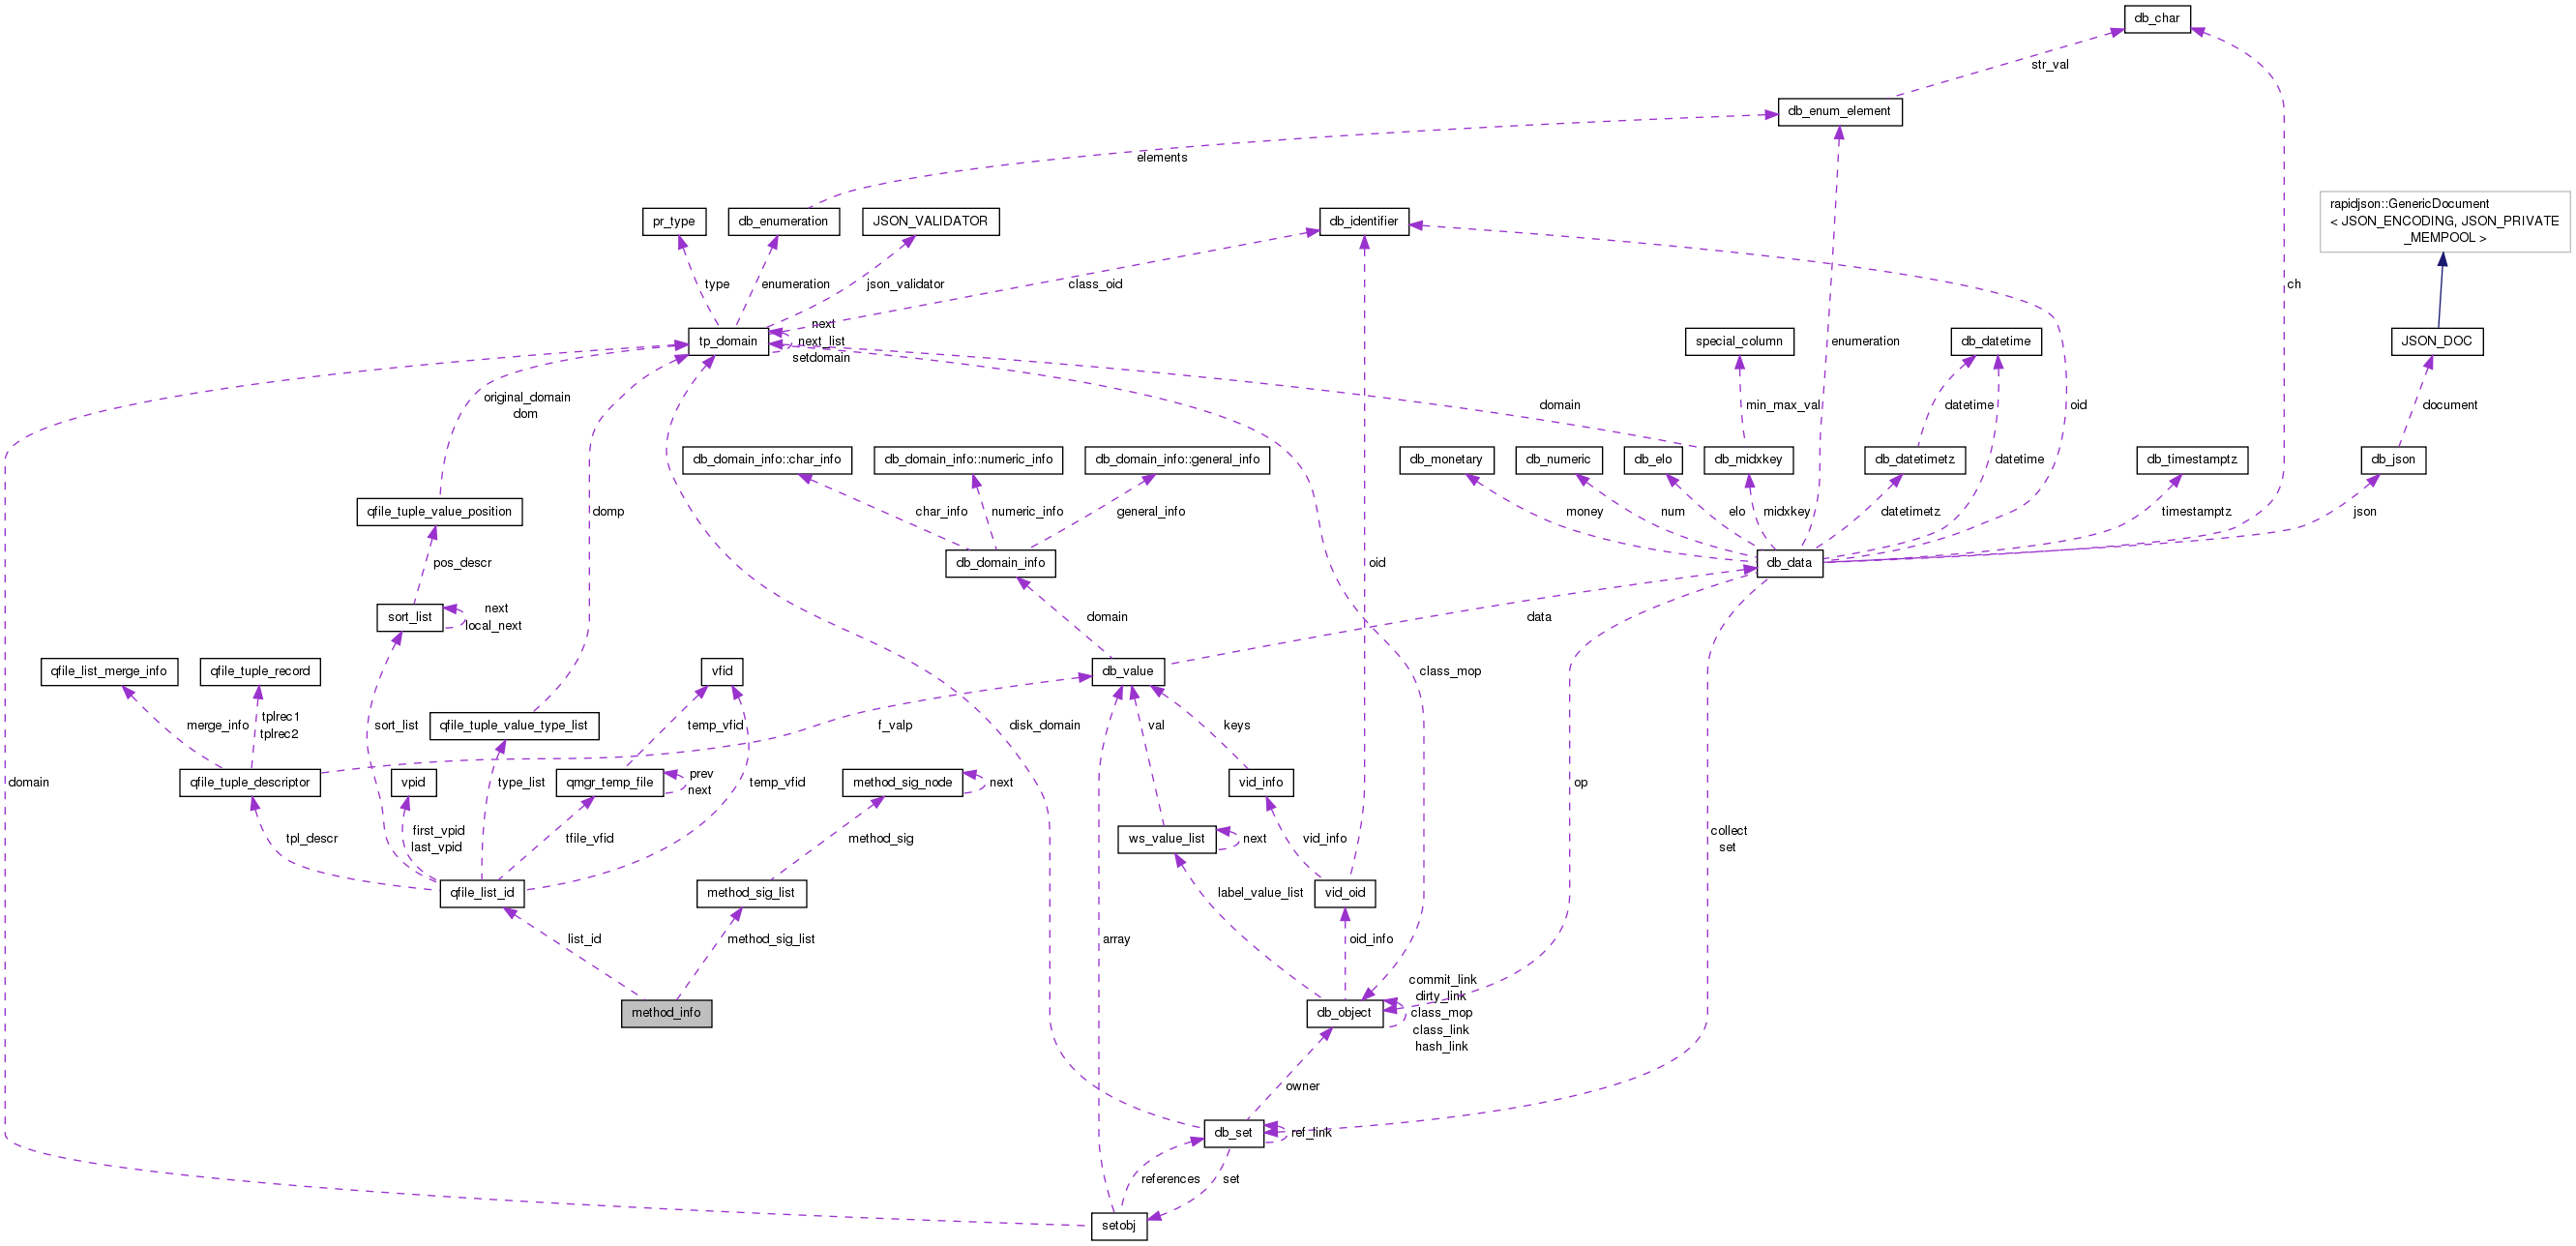 db_char
str_val
db_enum_element
elements
rapidjson::GenericDocument
< JSON_ENCODING, JSON_PRIVATE
_MEMPOOL >
pr_type
db_enumeration
JSON_VALIDATOR
db_identifier
type
enumeration
json_validator
class_oid
ch
tp_domain
next
next_list
setdomain
special_column
enumeration
db_datetime
JSON_DOC
original_domain
dom
domain
min_max_val
datetime
oid
document
db_domain_info::char_info
db_domain_info::numeric_info
db_domain_info::general_info
db_monetary
db_numeric
db_elo
db_midxkey
db_datetimetz
datetime
db_timestamptz
db_json
qfile_tuple_value_position
domp
char_info
numeric_info
general_info
money
num
elo
midxkey
datetimetz
timestamptz
json
pos_descr
db_domain_info
oid
db_data
sort_list
next
local_next
domain
data
qfile_list_merge_info
qfile_tuple_record
vfid
db_value
class_mop
merge_info
tplrec1
tplrec2
sort_list
qfile_tuple_value_type_list
temp_vfid
f_valp
disk_domain
val
keys
domain
qfile_tuple_descriptor
vpid
type_list
qmgr_temp_file
prev
next
temp_vfid
method_sig_node
next
vid_info
op
tpl_descr
first_vpid
last_vpid
tfile_vfid
method_sig
ws_value_list
next
vid_info
collect
set
qfile_list_id
method_sig_list
label_value_list
vid_oid
list_id
method_sig_list
array
oid_info
method_info
db_object
commit_link
dirty_link
class_mop
class_link
hash_link
owner
db_set
ref_link
references
set
setobj